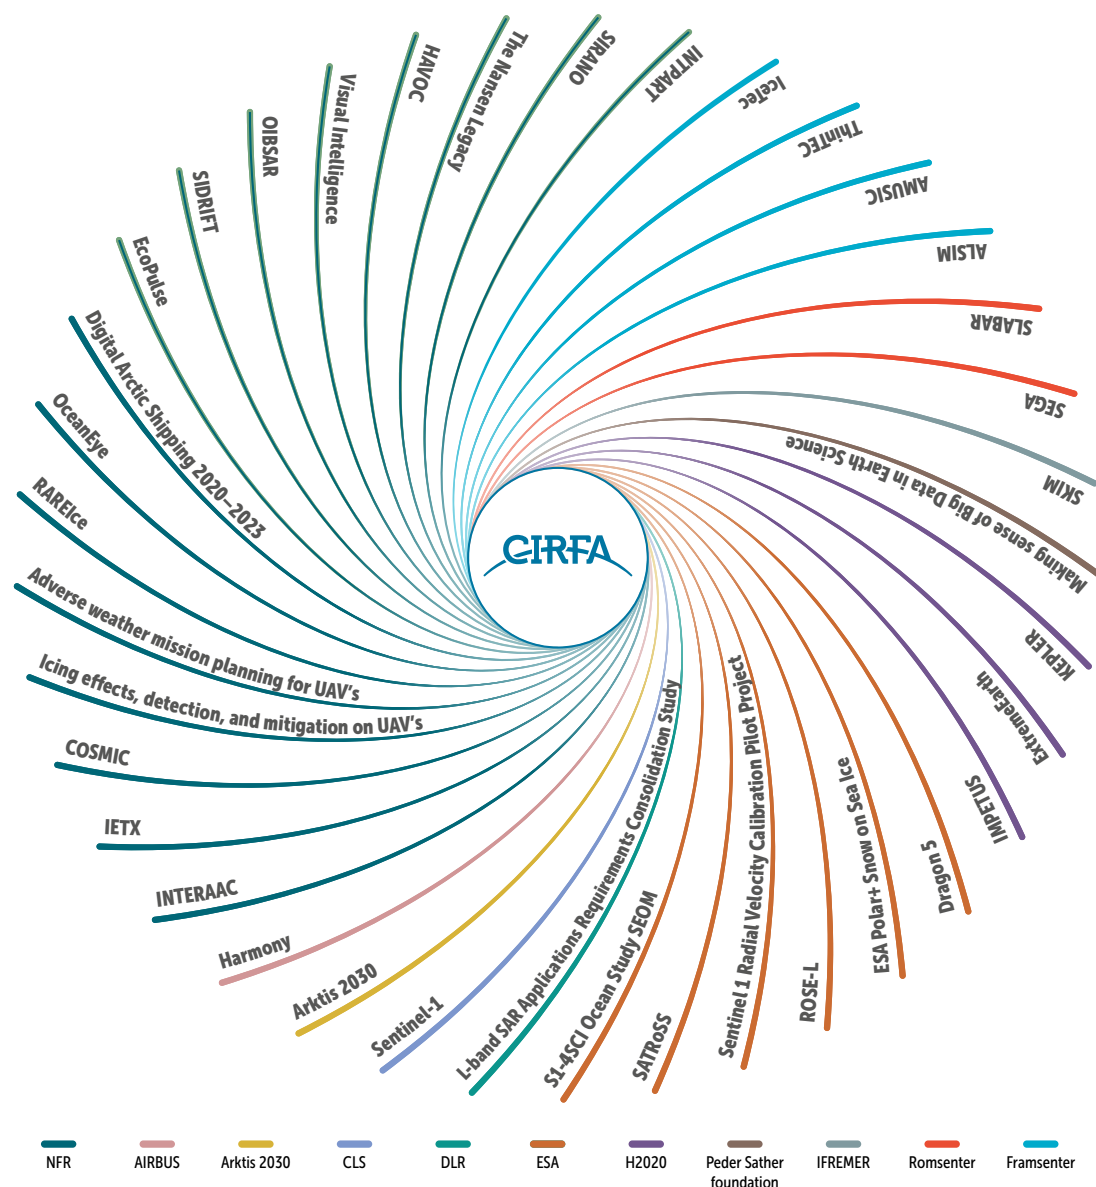 CIRFA
INTPART
SIRANO
The Nansen Legacy
HAVOC
Visual Intelligence
OIBSAR
SIDRIFT
EcoPulse
Digital Arctic Shipping 2020–2023
OceanEye
RAREIce
Adverse weather mission planning for UAV's
Icing effects, detection, and mitigation on UAV's
COSMIC
IETX
INTERAAC
Harmony
Arktis 2030
Sentinel-1
L-band SAR Applications Requirements Consolidation Study
S1-4SCI Ocean Study SEOM
SATRoSS
Sentinel 1 Radial Velocity Calibration Pilot Project
ROSE-L
ESA Polar+ Snow on Sea Ice
Dragon 5
IMPETUS
ExtremeEarth
KEPLER
Making sense of Big Data in Earth Science
SKIM
SEGA
SLABAR
ALSIM
AMUSIC
ThinTEC
IceTec
NFR
AIRBUS
Arktis 2030
CLS
DLR
ESA
H2020
Peder Sather
foundation
IFREMER
Romsenter
Framsenter